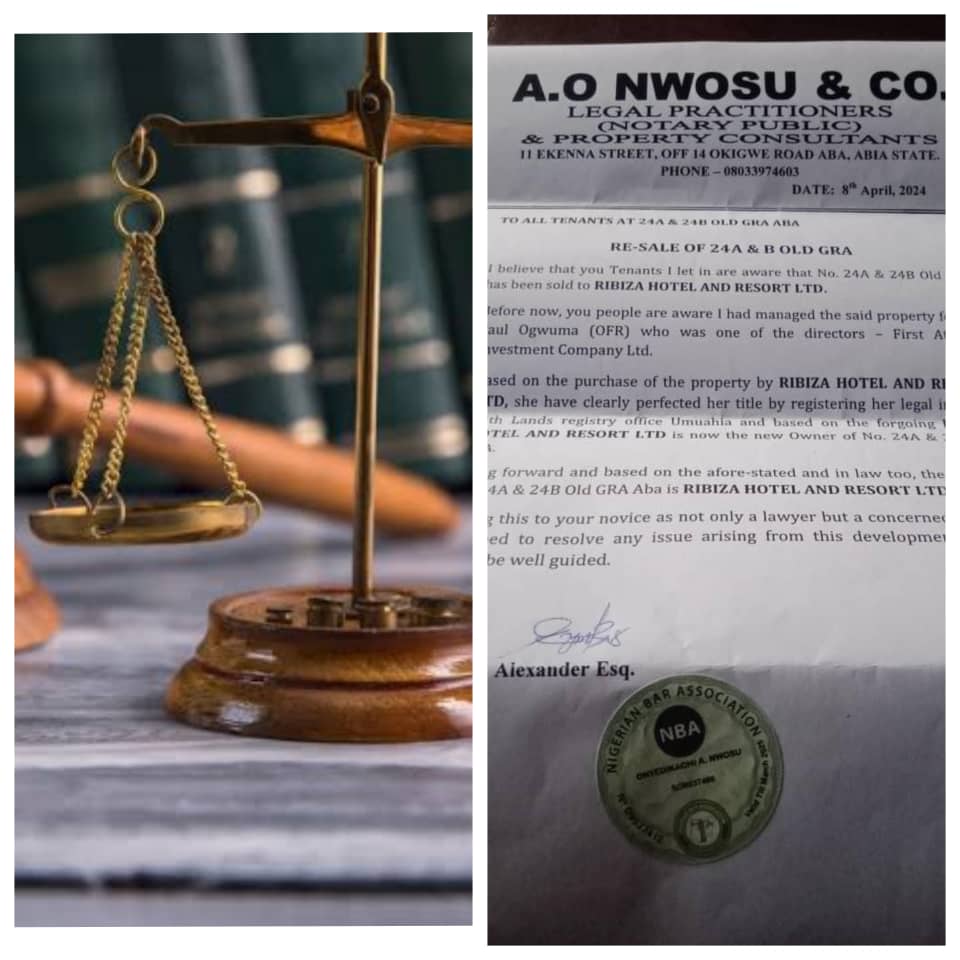 A.O NWOSU & CO.
LEGAL PRACTITIONERS
(NOTARY PUBLIC)
& PROPERTY CONSULTANTS
11 EKENNA STREET, OFF 14 OKIGWE ROAD ABA, ABIA STATE.
PHONE – 08033974603
DATE: 8th April, 2024
TO ALL TENANTS AT 24A & 24B OLD GRA ABA
RE-SALE OF 24A & B OLD GRA
I believe that you Tenants I let in are aware that No. 24A & 24B Old
has been sold to RIBIZA HOTEL AND RESORT LTD.
Before now, you people are aware I had managed the said property f
aul Ogwuma (OFR) who was one of the directors – First A
nvestment Company Ltd.
ased on the purchase of the property by RIBIZA HOTEL AND RE
TD, she have clearly perfected her title by registering her legal i
th Lands registry office Umuahia and based on the forgoing
TEL AND RESORT LTD is now the new Owner of No. 24A &
g forward and based on the afore-stated and in law too, the
4A & 24B Old GRA Aba is RIBIZA HOTEL AND RESORT LTD
g this to your novice as not only a lawyer but a concerned
ed to resolve any issue arising from this developmen
be well guided.
Alexander Esq.
NIGERIAN BAR ASSOCIATION
NBA
ONYEDIKACHI A. NWOSU
Valid Till March 2025